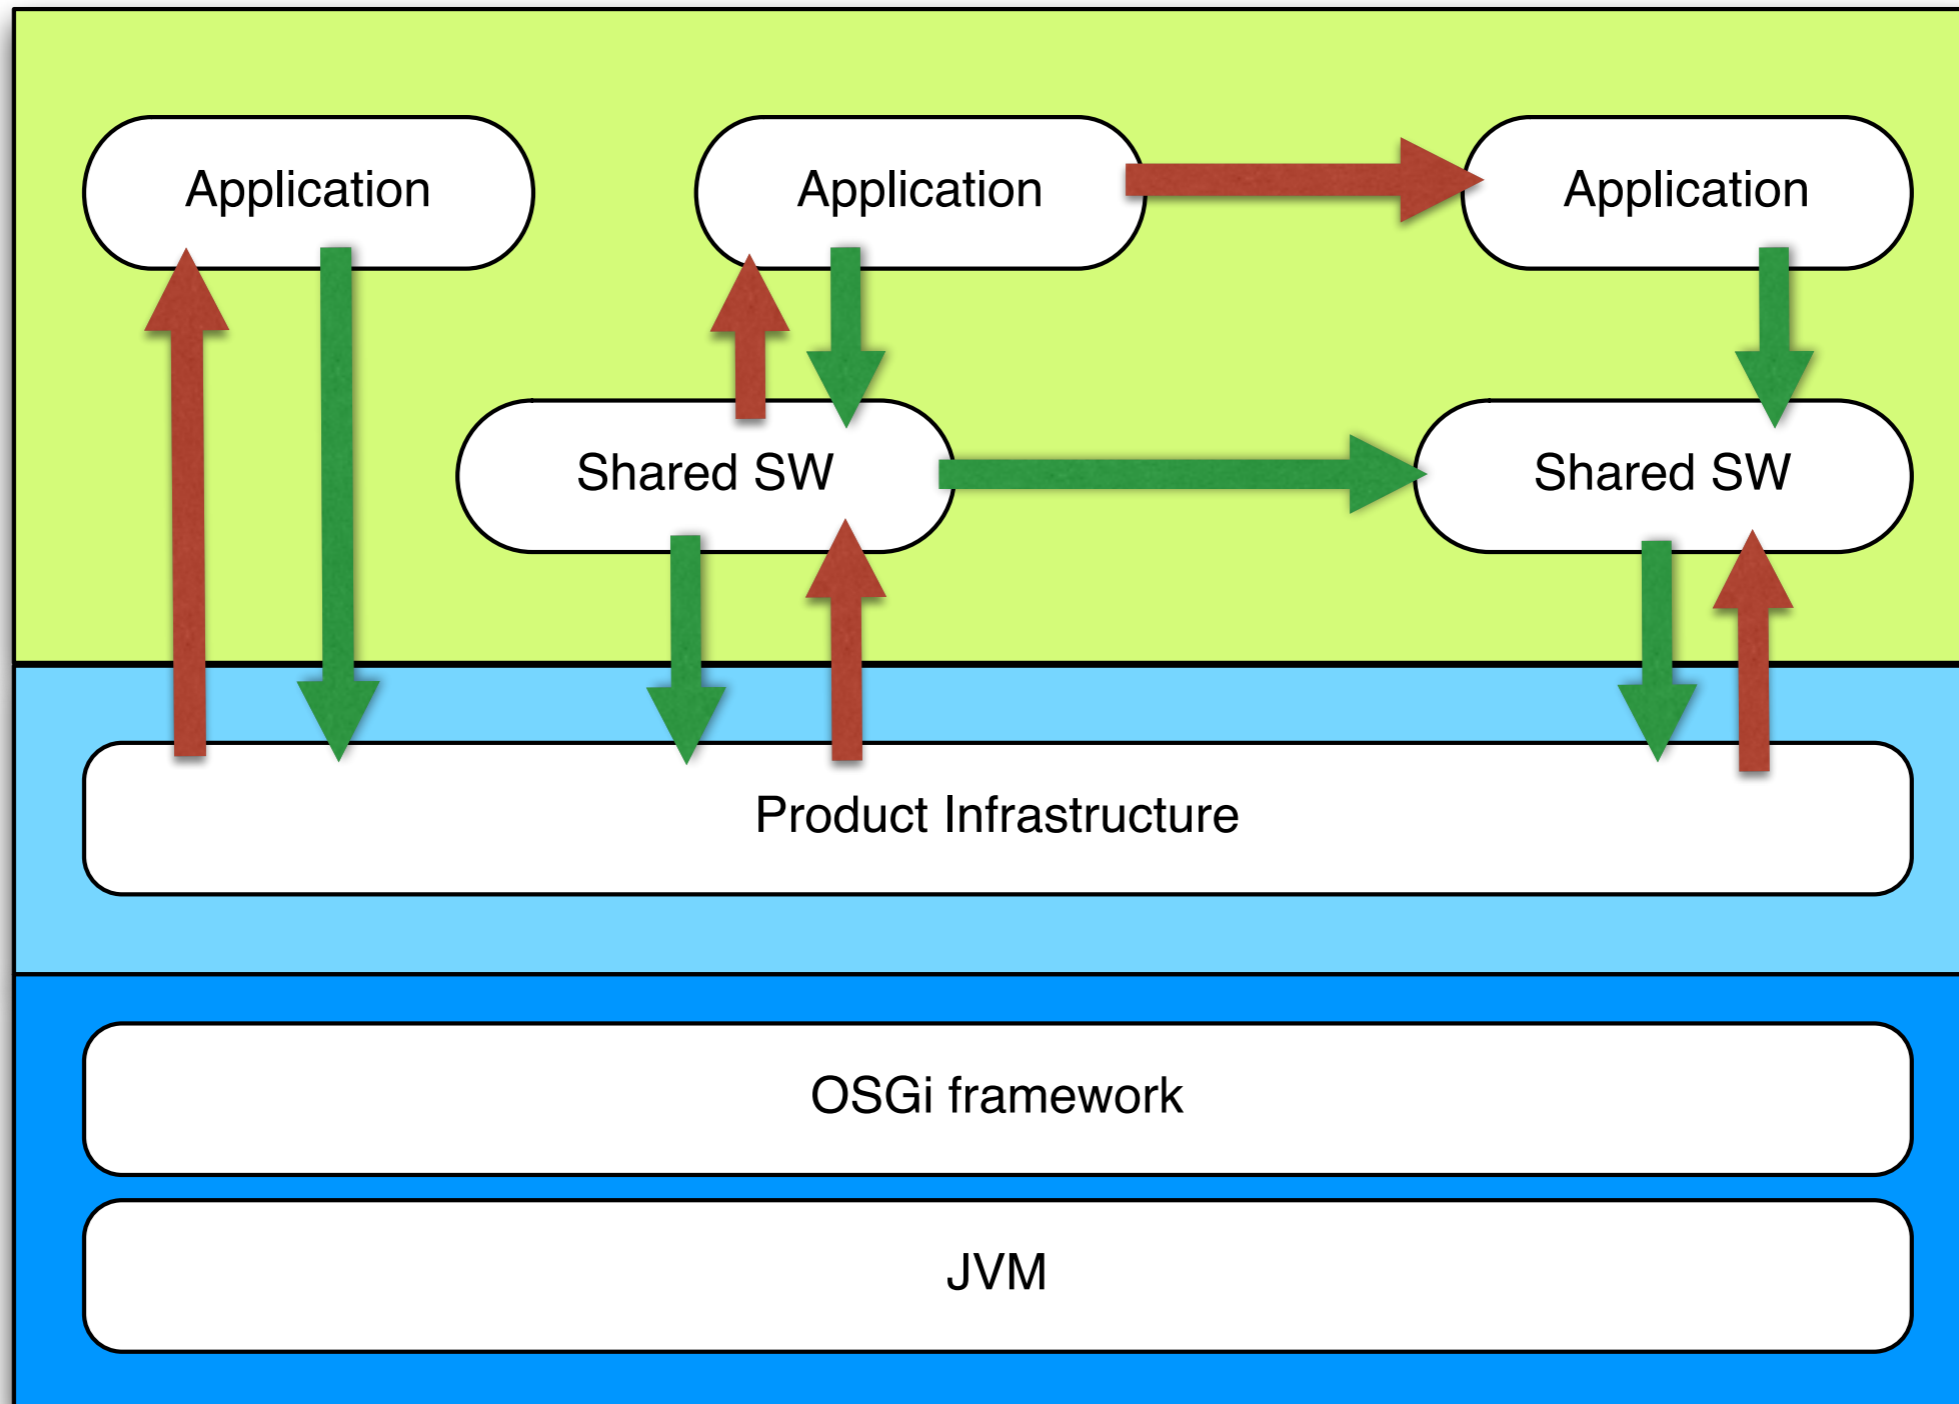 Application
Application
Application
Shared SW
Shared SW
Product Infrastructure
OSGi framework
JVM